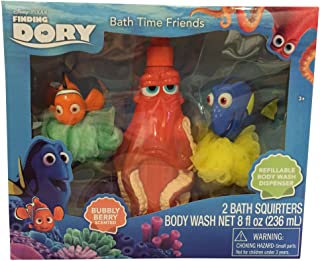 Disney·PIXAR
FINDING
DORY
Bath Time Friends
3+
REFILLABLE
BODY WASH
DISPENSER
BUBBLY
BERRY
SCENTED
2 BATH SQUIRTERS
BODY WASH NET 8 fl oz (236 mL)
WARNING:
CHOKING HAZARD-Small parts
Not for children under 3 years.